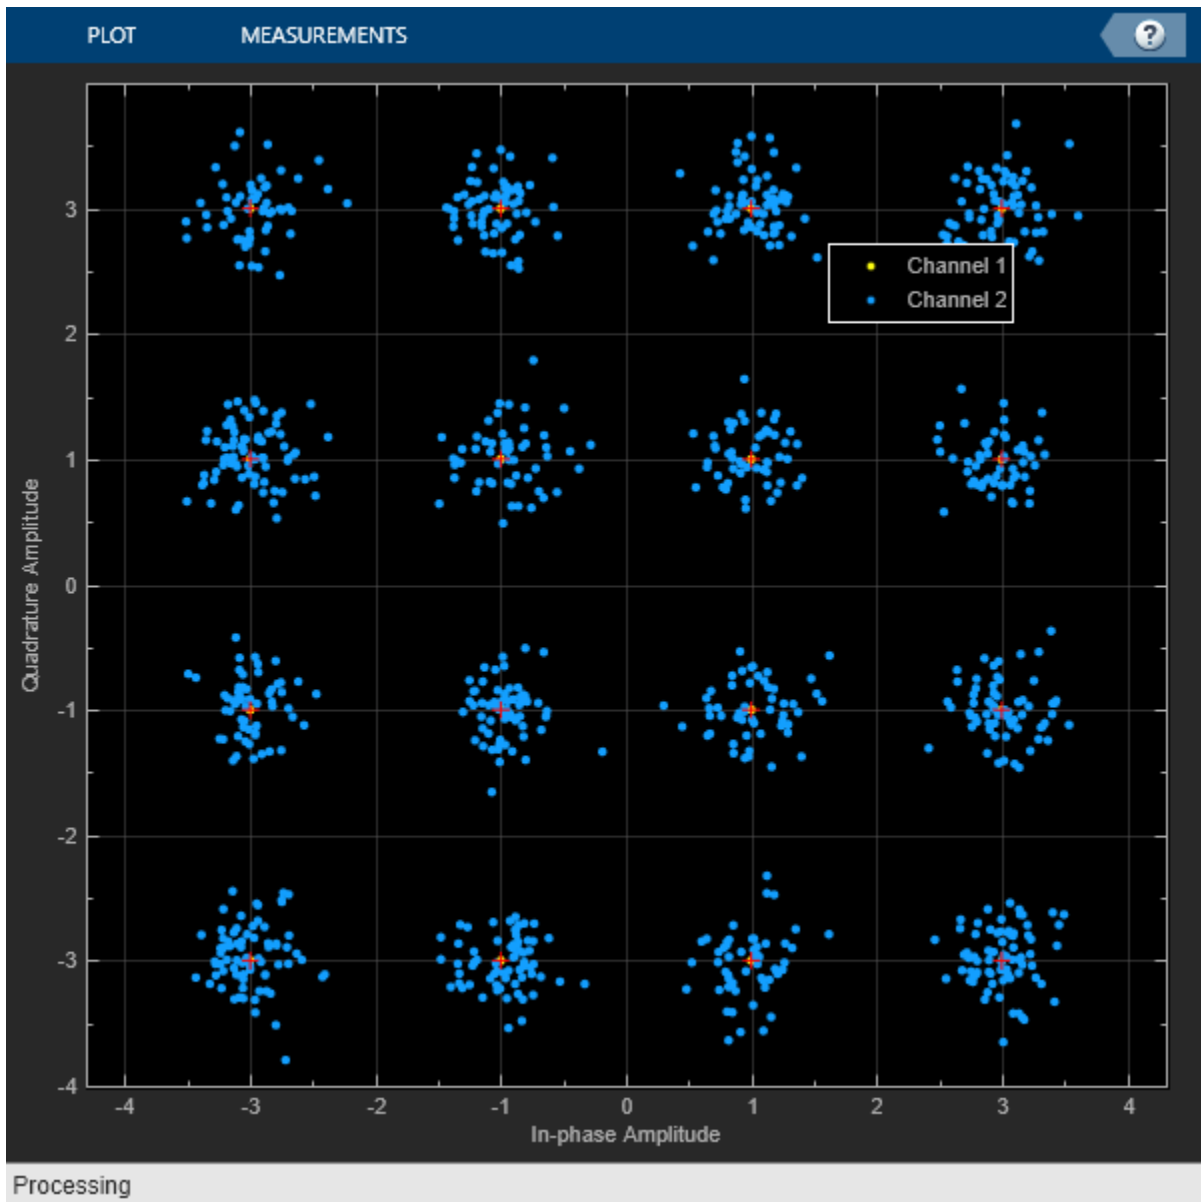 PLOT MEASUREMENTS ?
3
Channel 1
Channel 2
2
1
0
-1
-2
-3
-4
Quadrature Amplitude
-4 -3 -2 -1 0 1 2 3 4
In-phase Amplitude
Processing